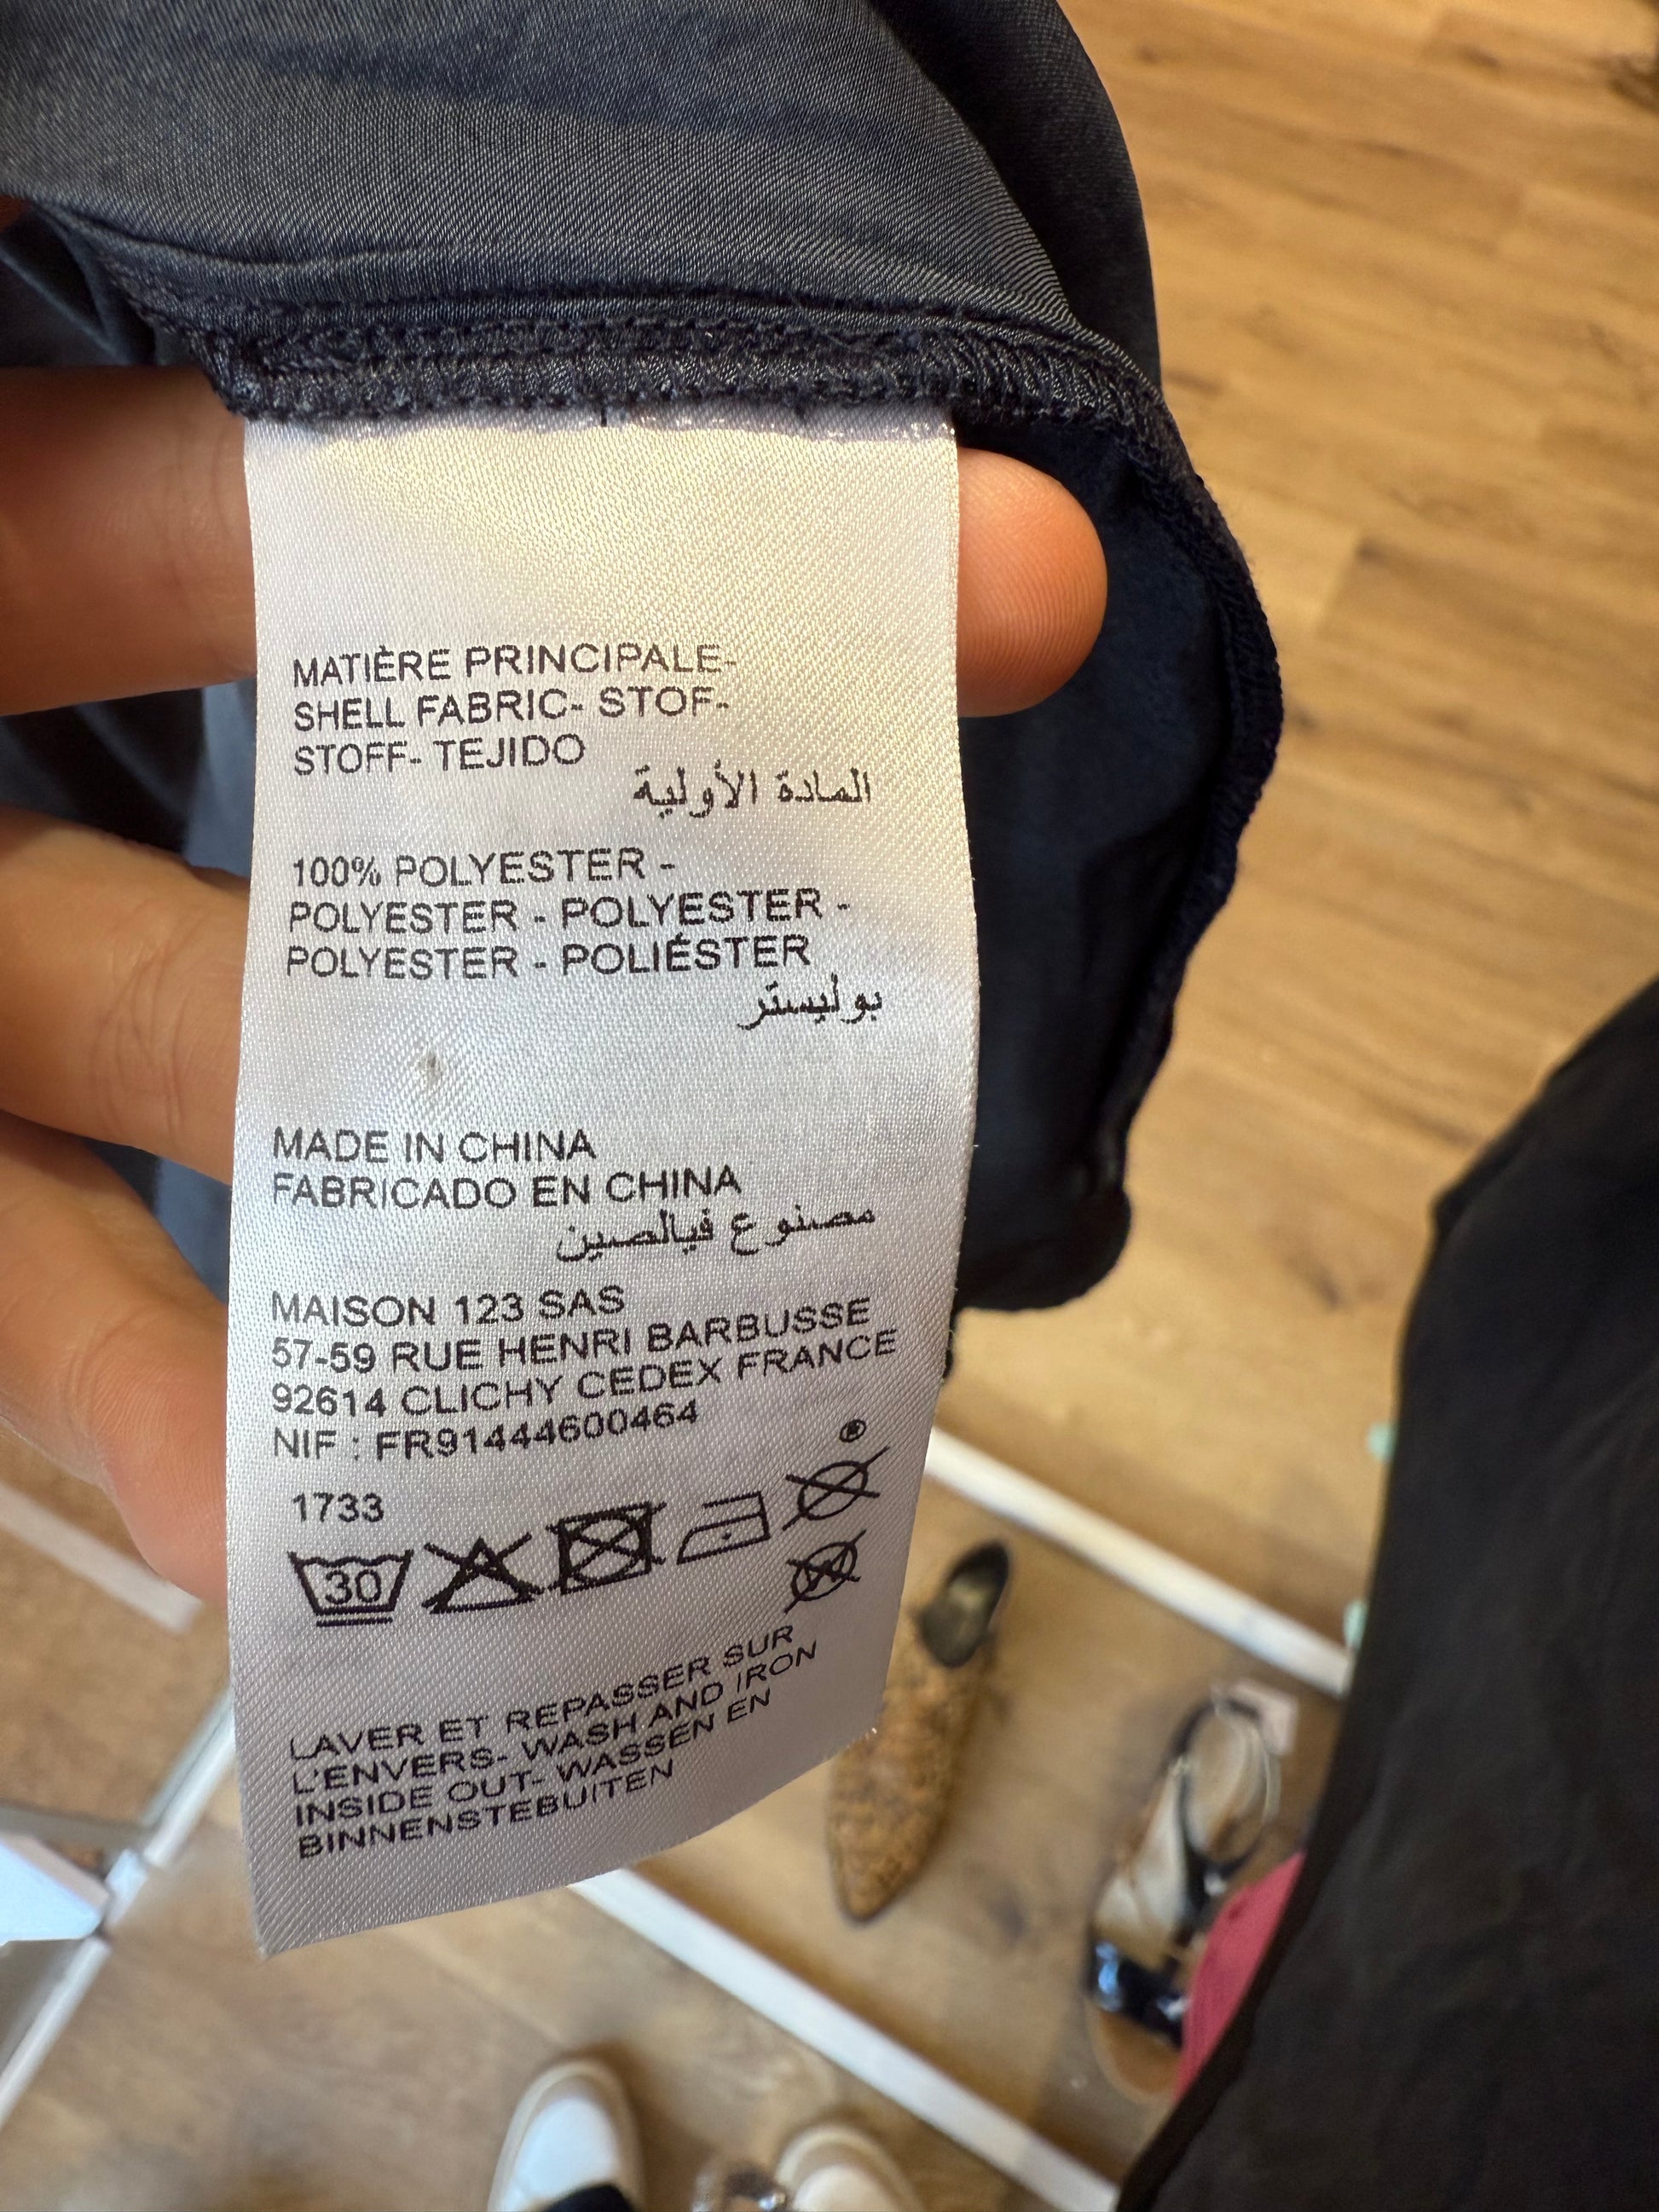 MATIÈRE PRINCIPALE-
SHELL FABRIC- STOF-
STOFF- TEJIDO
المادة الأولية
100% POLYESTER -
POLYESTER - POLYESTER -
POLYESTER - POLIÉSTER
بوليستر
MADE IN CHINA
FABRICADO EN CHINA
مصنوع فيالصين
MAISON 123 SAS
57-59 RUE HENRI BARBUSSE
92614 CLICHY CEDEX FRANCE
NIF : FR91444600464
®
1733
30
W
LAVER ET REPASSER SUR
L'ENVERS- WASH AND IRON
INSIDE OUT- WASSEN EN
BINNENSTEBUITEN